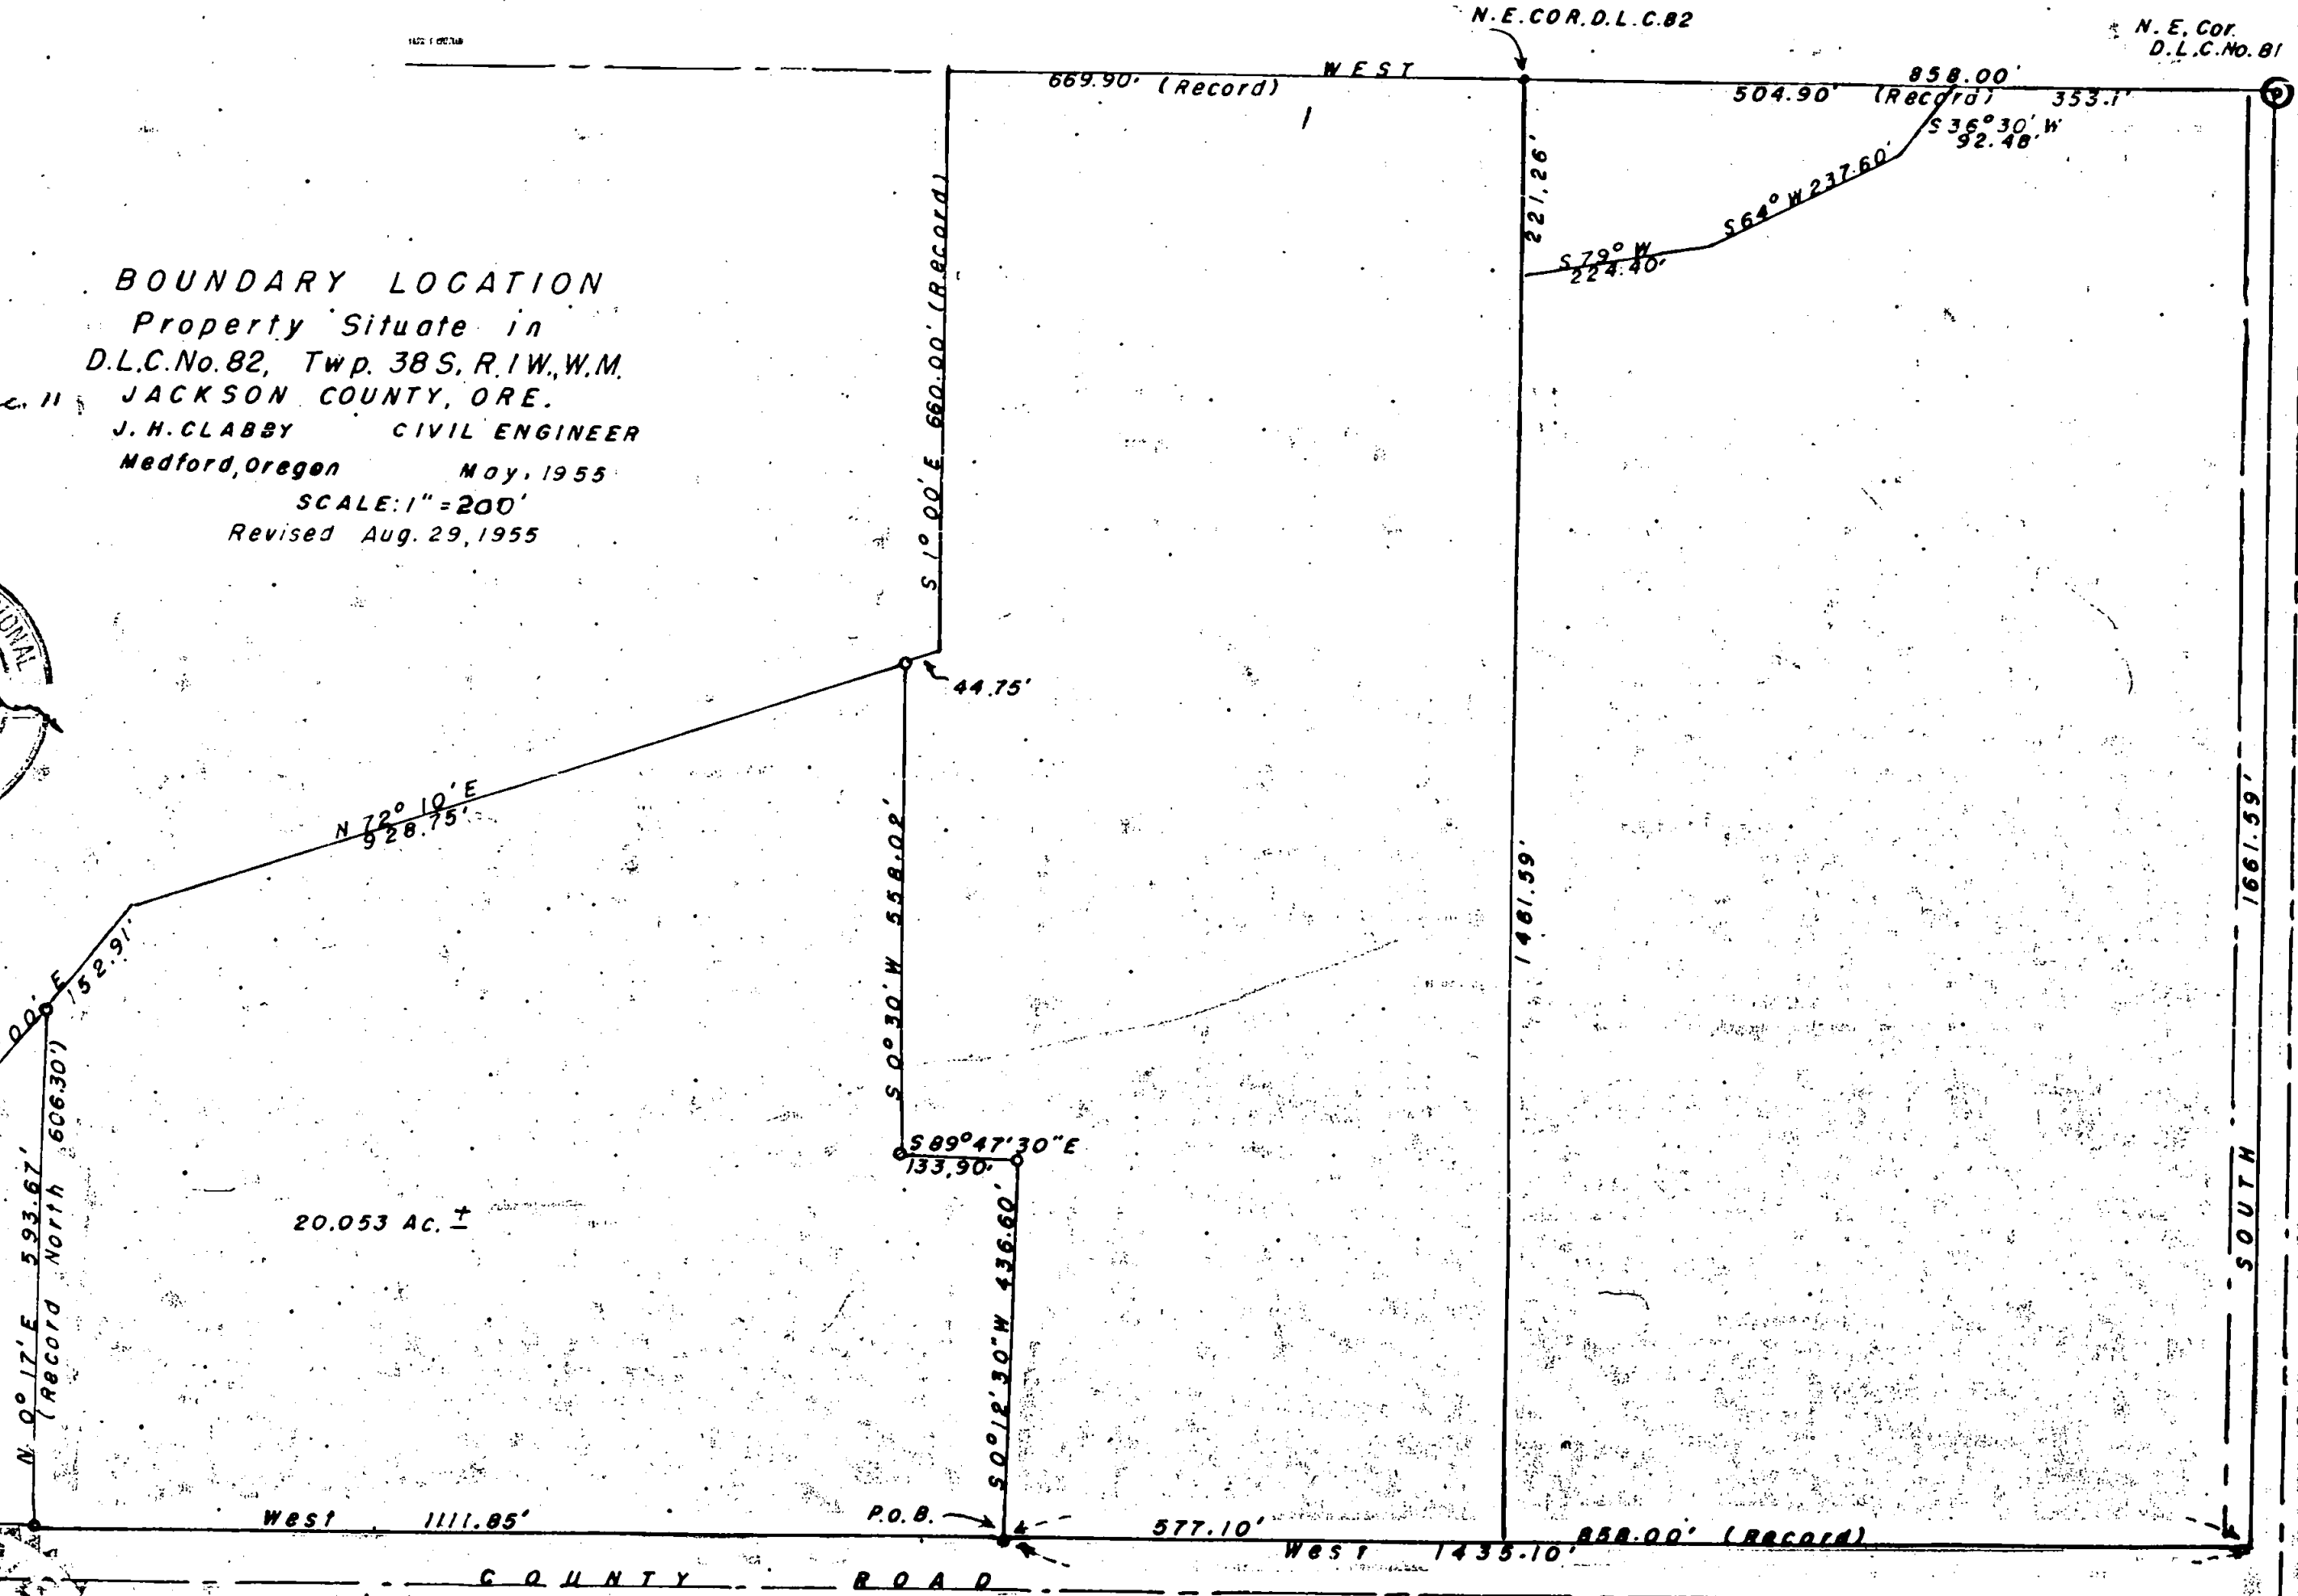 N.E.COR.D.L.C.82
N.E. Cor.
D.L.C.No.81
WEST
669.90' (Record)
858.00'
504.90' (Record) 353.1'
S 36°30' W
92.48'
S 64° W 237.60'
221.26'
S 79° W
224.40'
S 1° 00' E 660.00' (Record)
BOUNDARY LOCATION
Property Situate in
D.L.C.No.82, Twp. 38 S, R. 1 W., W.M.
JACKSON COUNTY, ORE.
J. H. CLABBY CIVIL ENGINEER
Medford, Oregon May, 1955
SCALE: 1" = 200'
Revised Aug. 29, 1955
44.75'
N 72° 10' E
928.75'
S 0° 30' W 558.02'
1661.59'
152.91'
00' E
N 0° 17' E 593.67'
(Record North 606.30')
S 89° 47' 30" E
133.90'
20.053 Ac. ±
S 0° 12' 30" W 436.60'
SOUTH
West 1111.85'
P.O.B.
577.10'
858.00' (Record)
West 1435.10'
COUNTY ROAD